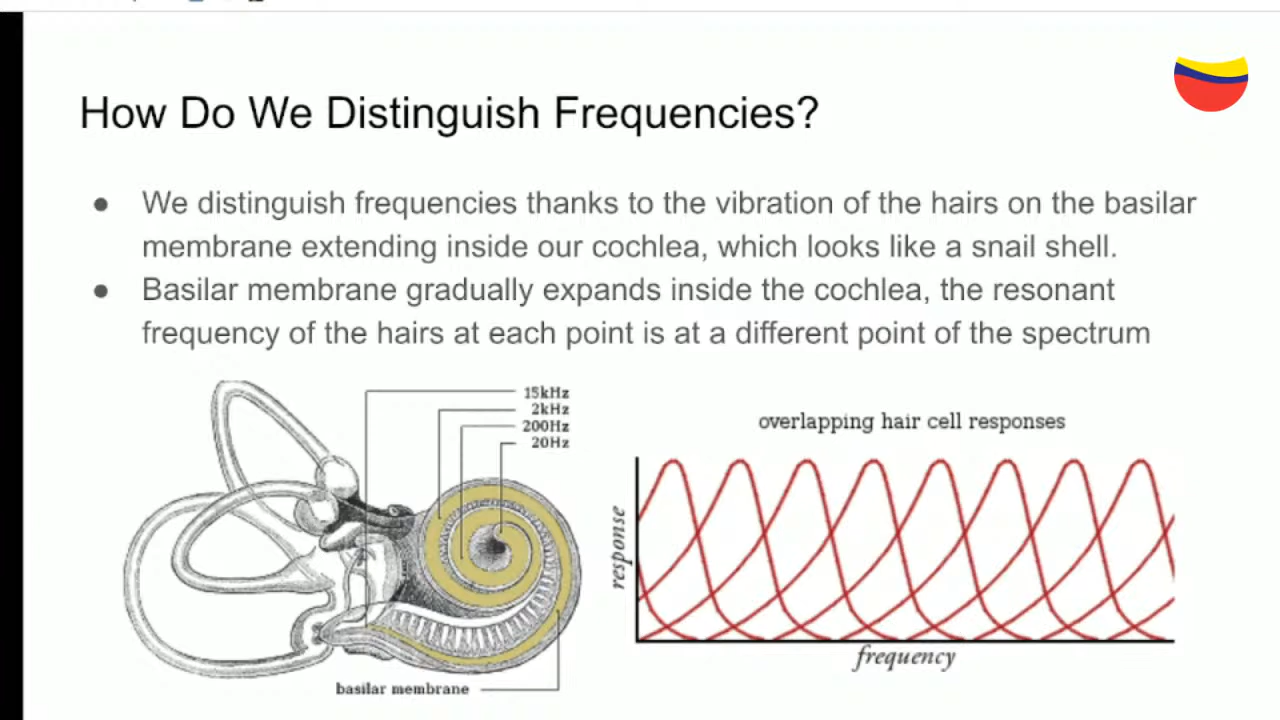 How Do We Distinguish Frequencies?
● We distinguish frequencies thanks to the vibration of the hairs on the basilar
membrane extending inside our cochlea, which looks like a snail shell.
● Basilar membrane gradually expands inside the cochlea, the resonant
frequency of the hairs at each point is at a different point of the spectrum
15kHz
2kHz
200Hz
20Hz
basilar membrane
overlapping hair cell responses
response
frequency